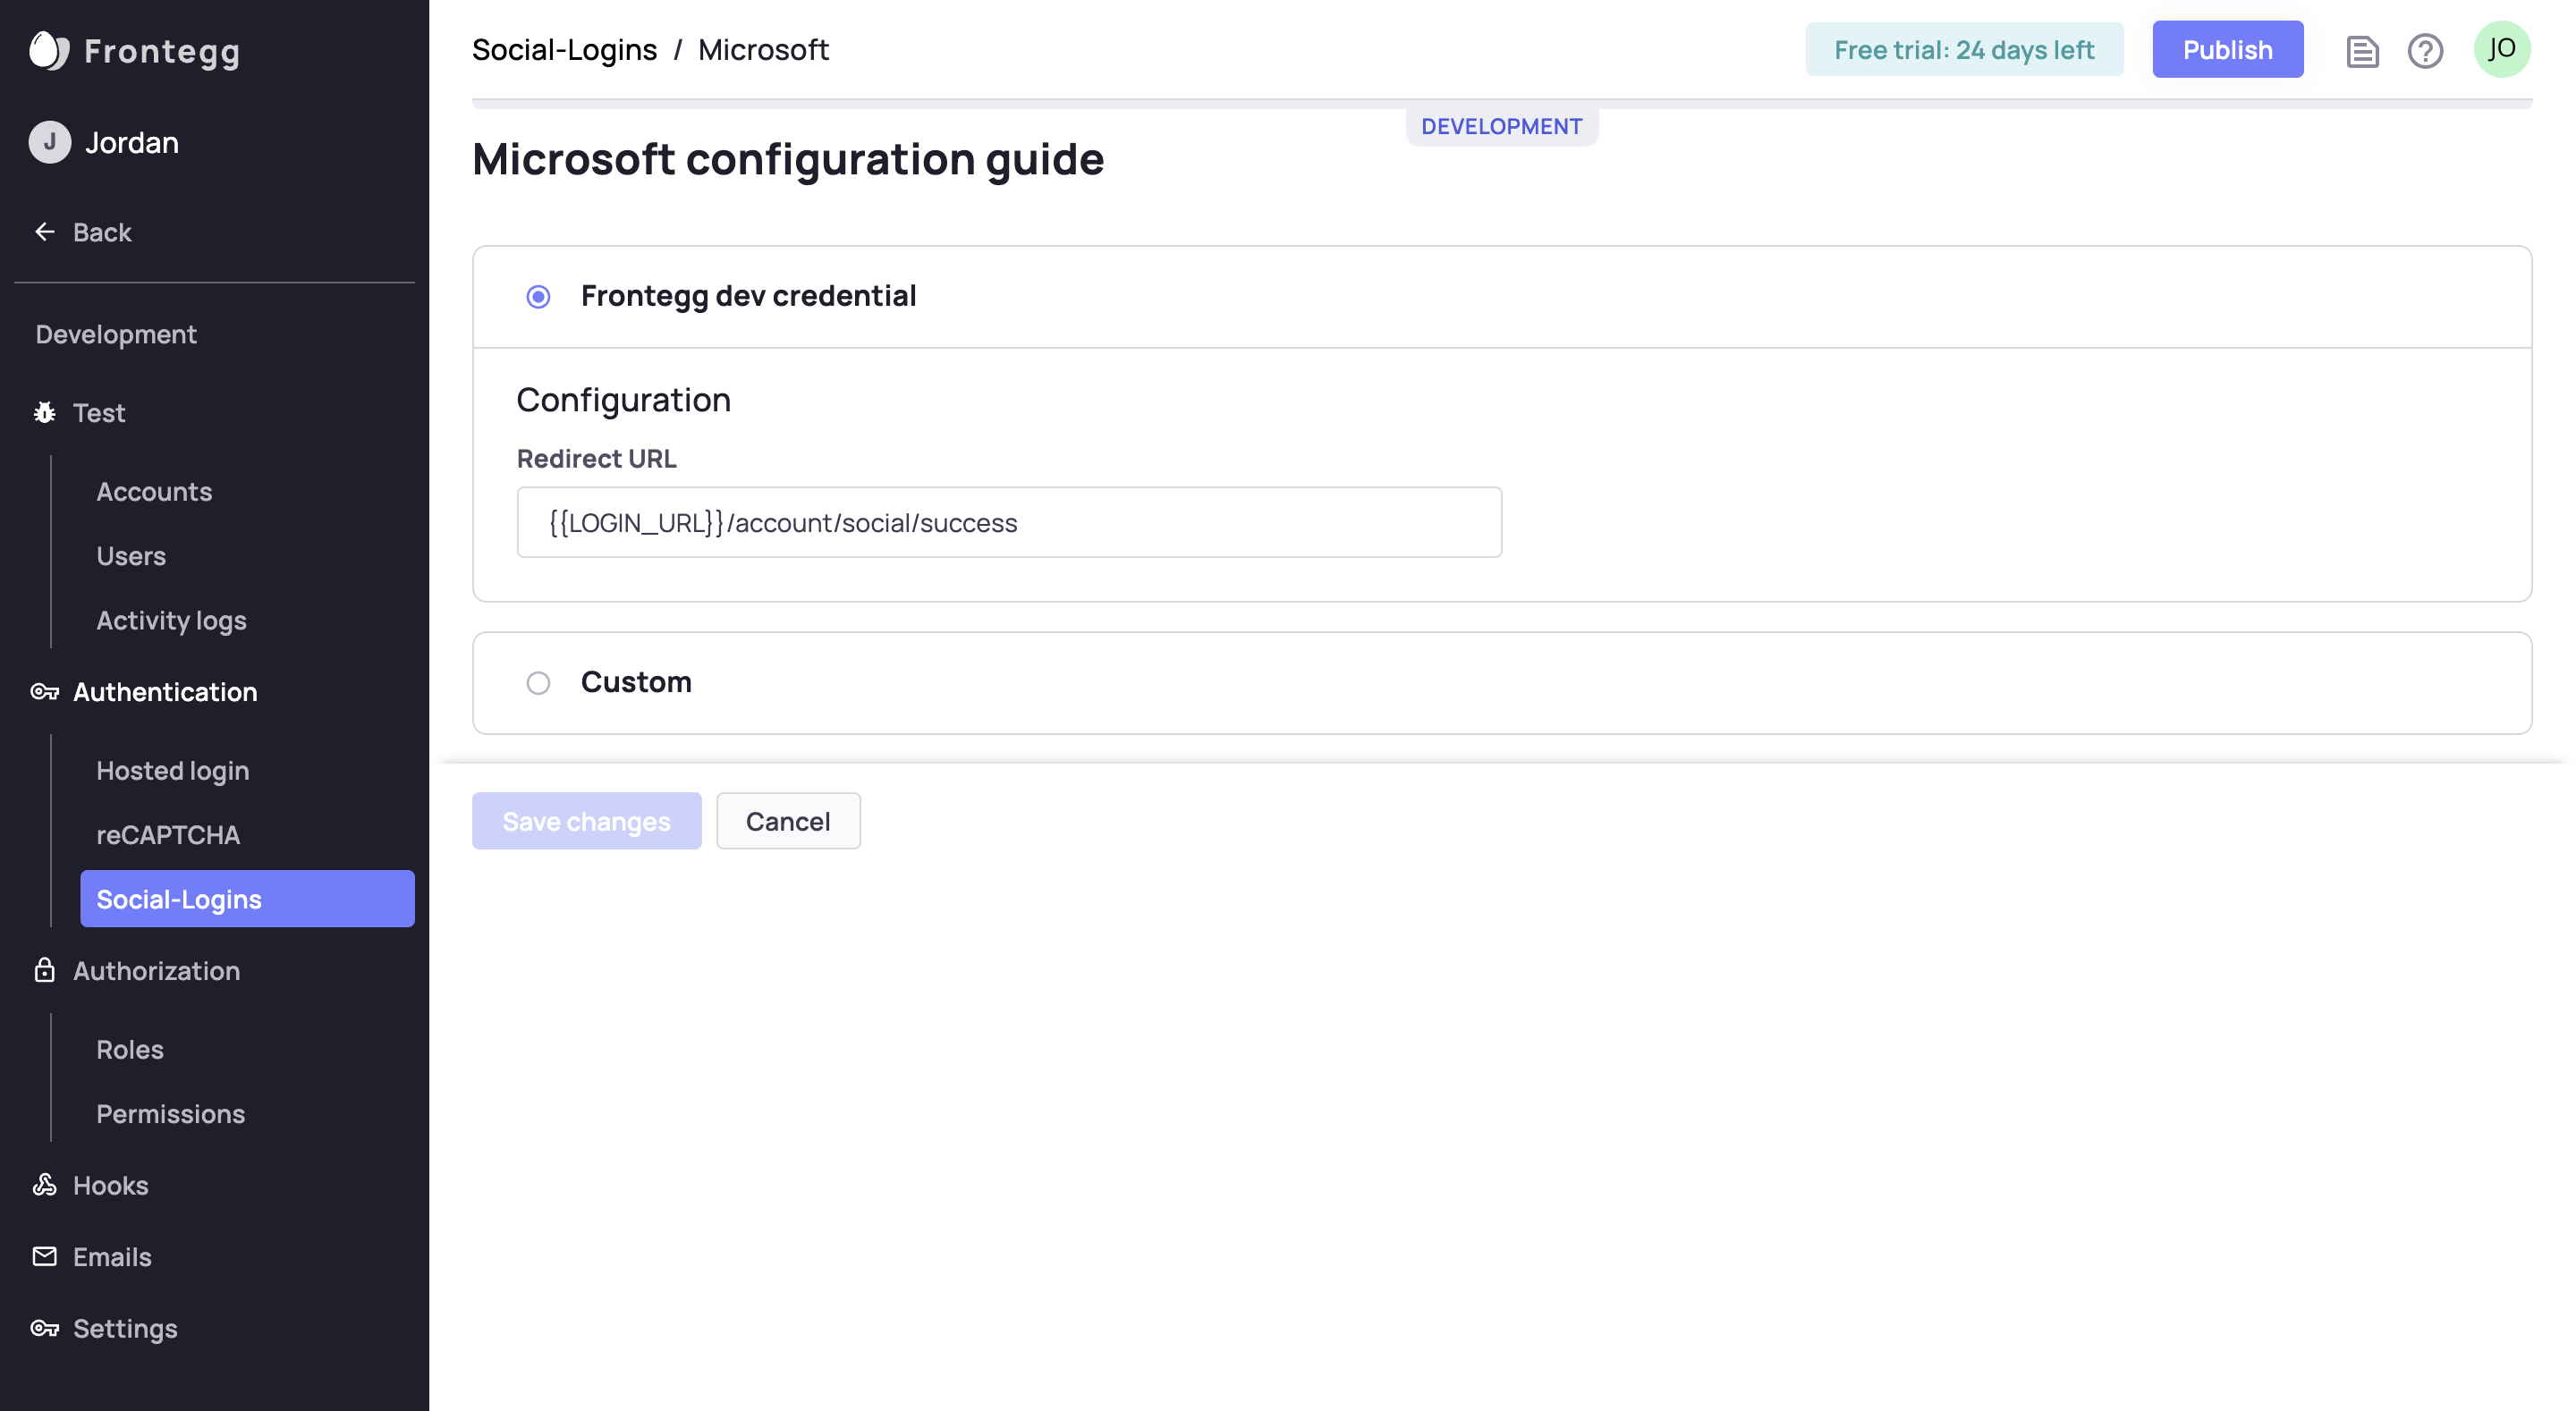 Frontegg
J Jordan
Back
Development
Test
Accounts
Users
Activity logs
Authentication
Hosted login
reCAPTCHA
Social-Logins
Authorization
Roles
Permissions
Hooks
Emails
Settings
Social-Logins / Microsoft
Free trial: 24 days left
Publish
JO
DEVELOPMENT
Microsoft configuration guide
Frontegg dev credential
Configuration
Redirect URL
{{LOGIN_URL}}/account/social/success
Custom
Save changes
Cancel